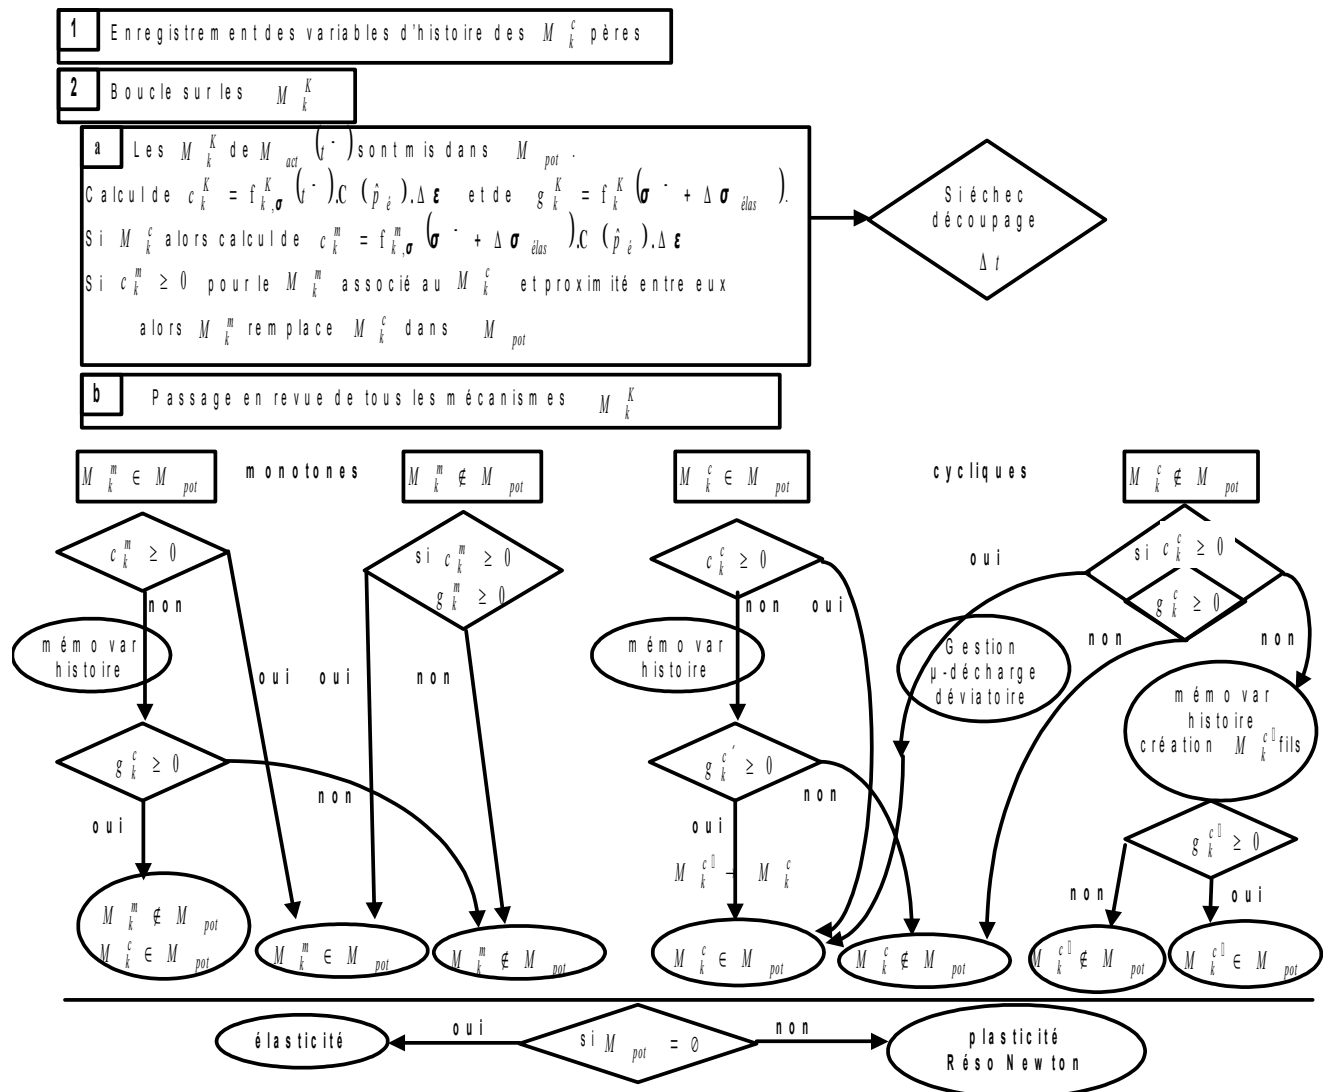 1 Enregistrement des variables d'histoire des M_k^c pères
2 Boucle sur les M_k^K
a Les M_k^K de M_act (t^-) sont mis dans M_pot .
Calcul de c_k^K = f_k,σ^K (t^-).C (p̂_é).Δε et de g_k^K = f_k^K (σ^- + Δσ_élas).
Si M_k^c alors calcul de c_k^m = f_k,σ^m (σ^- + Δσ_élas).C (p̂_é).Δε
Si c_k^m ≥ 0 pour le M_k^m associé au M_k^c et proximité entre eux
alors M_k^m remplace M_k^c dans M_pot
Si échec
découpage
Δt
b Passage en revue de tous les mécanismes M_k^K
M_k^m ∈ M_pot
monotones
M_k^m ∉ M_pot
M_k^c ∈ M_pot
cycliques
M_k^c ∉ M_pot
c_k^m ≥ 0
si c_k^m ≥ 0
g_k^m ≥ 0
c_k^c ≥ 0
oui
si c_k^c ≥ 0
g_k^c ≥ 0
non
non oui
non
non
mémo var
histoire
oui oui
non
mémo var
histoire
Gestion
μ-décharge
déviatoire
mémo var
histoire
création M_k^c fils
g_k^c ≥ 0
non
oui
g_k^c′ ≥ 0
non
oui
M_k^c - M_k^c
g_k^c ≥ 0
non
oui
M_k^m ∉ M_pot
M_k^c ∈ M_pot
M_k^m ∈ M_pot
M_k^m ∉ M_pot
M_k^c ∈ M_pot
M_k^c ∉ M_pot
M_k^c ∉ M_pot
M_k^c ∈ M_pot
élasticité
oui
si M_pot = ∅
non
plasticité
Réso Newton